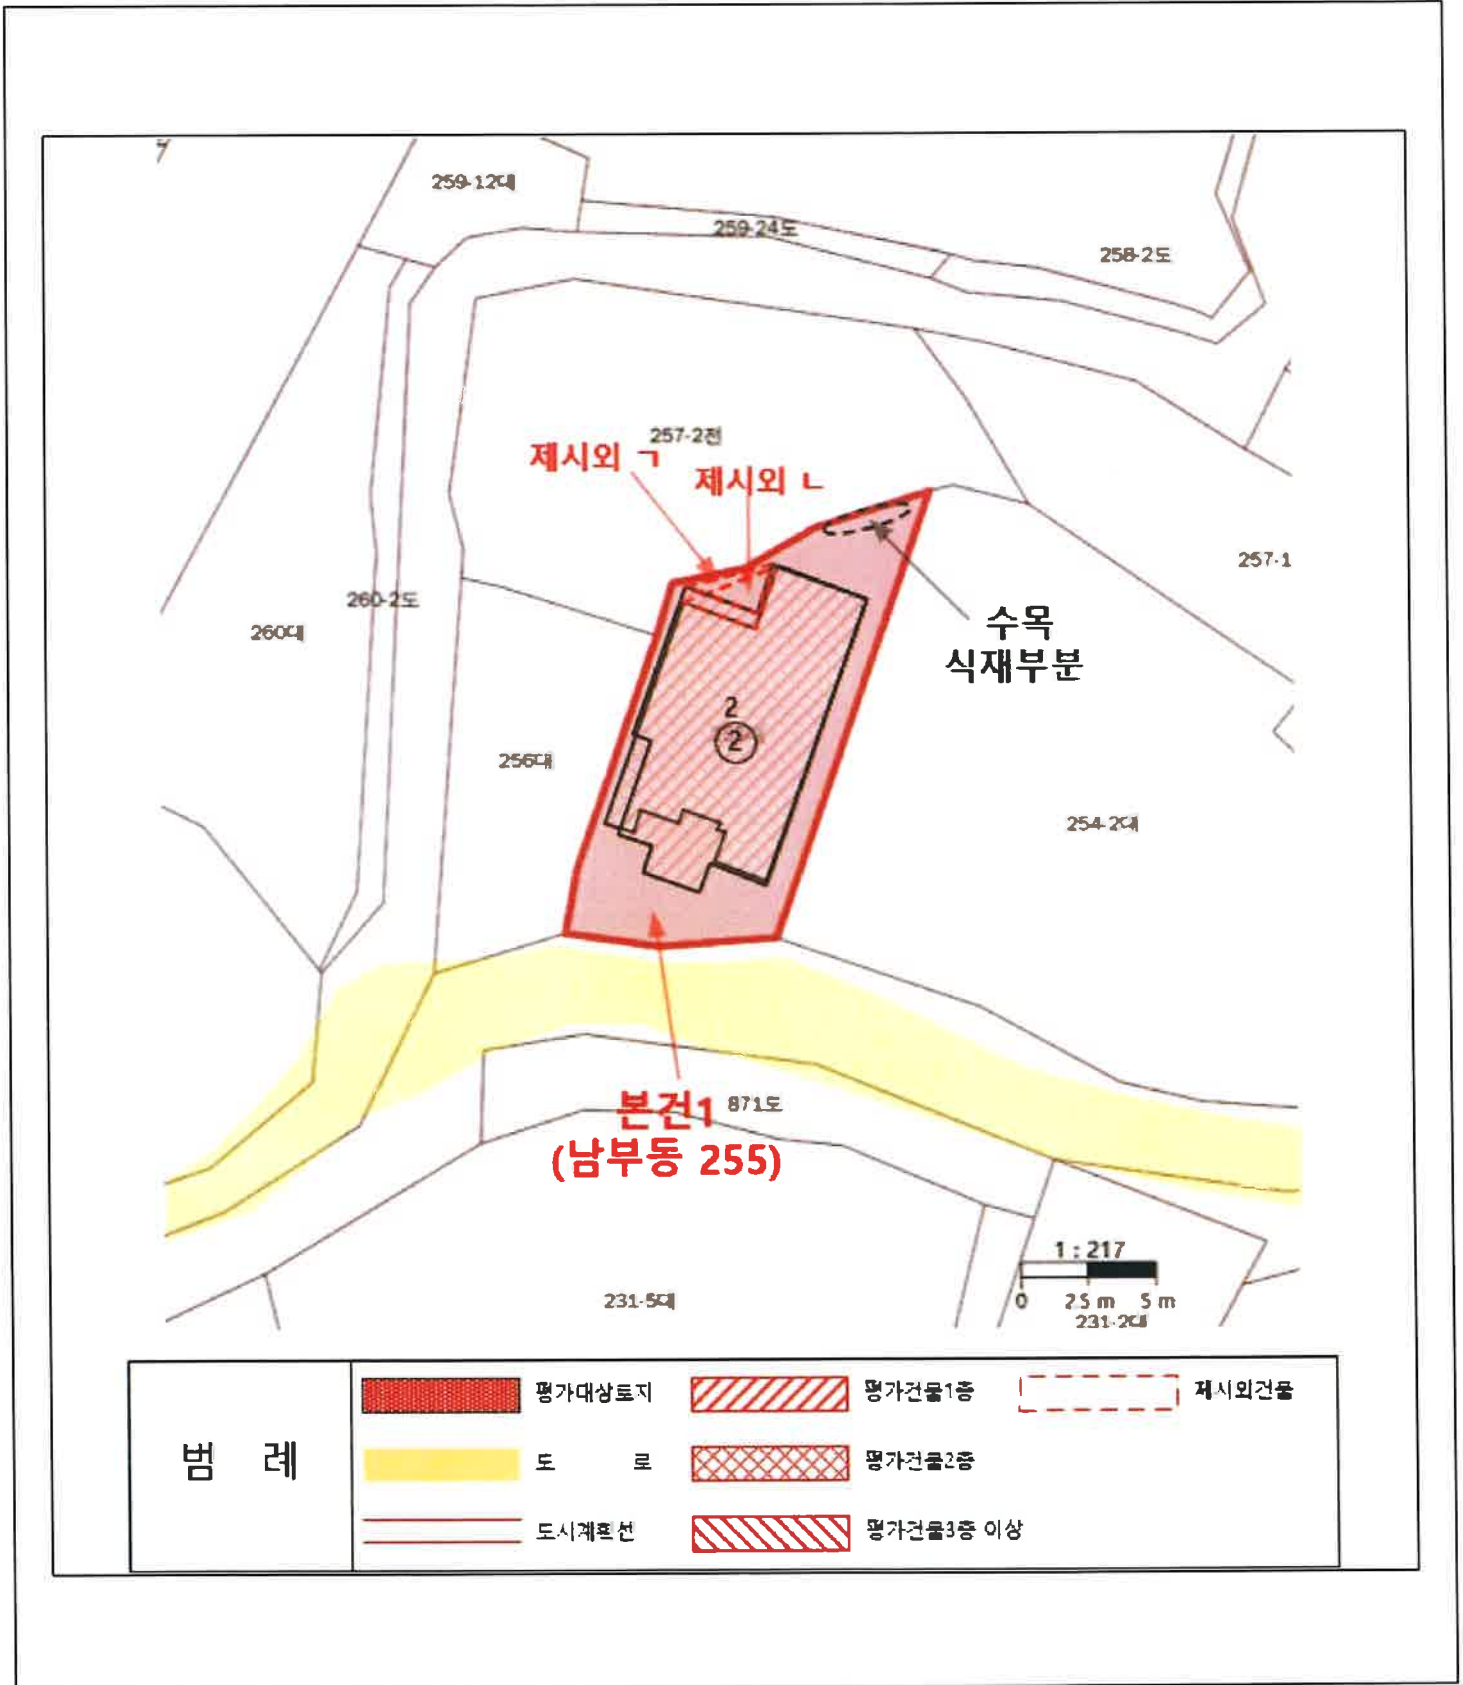 259-12대
259-24도
258-2도
257-2전
제시외 ㄱ
제시외 ㄴ
257-1
260-2도
260대
수목
식재부분
2
2
256대
254-2대
본건1
871도
(남부동 255)
1 : 217
0 2.5 m 5 m
231-5대
231-2대
범 례
평가대상토지
평가건물1층
제시외건물
도 로
평가건물2층
도시계획선
평가건물3층 이상